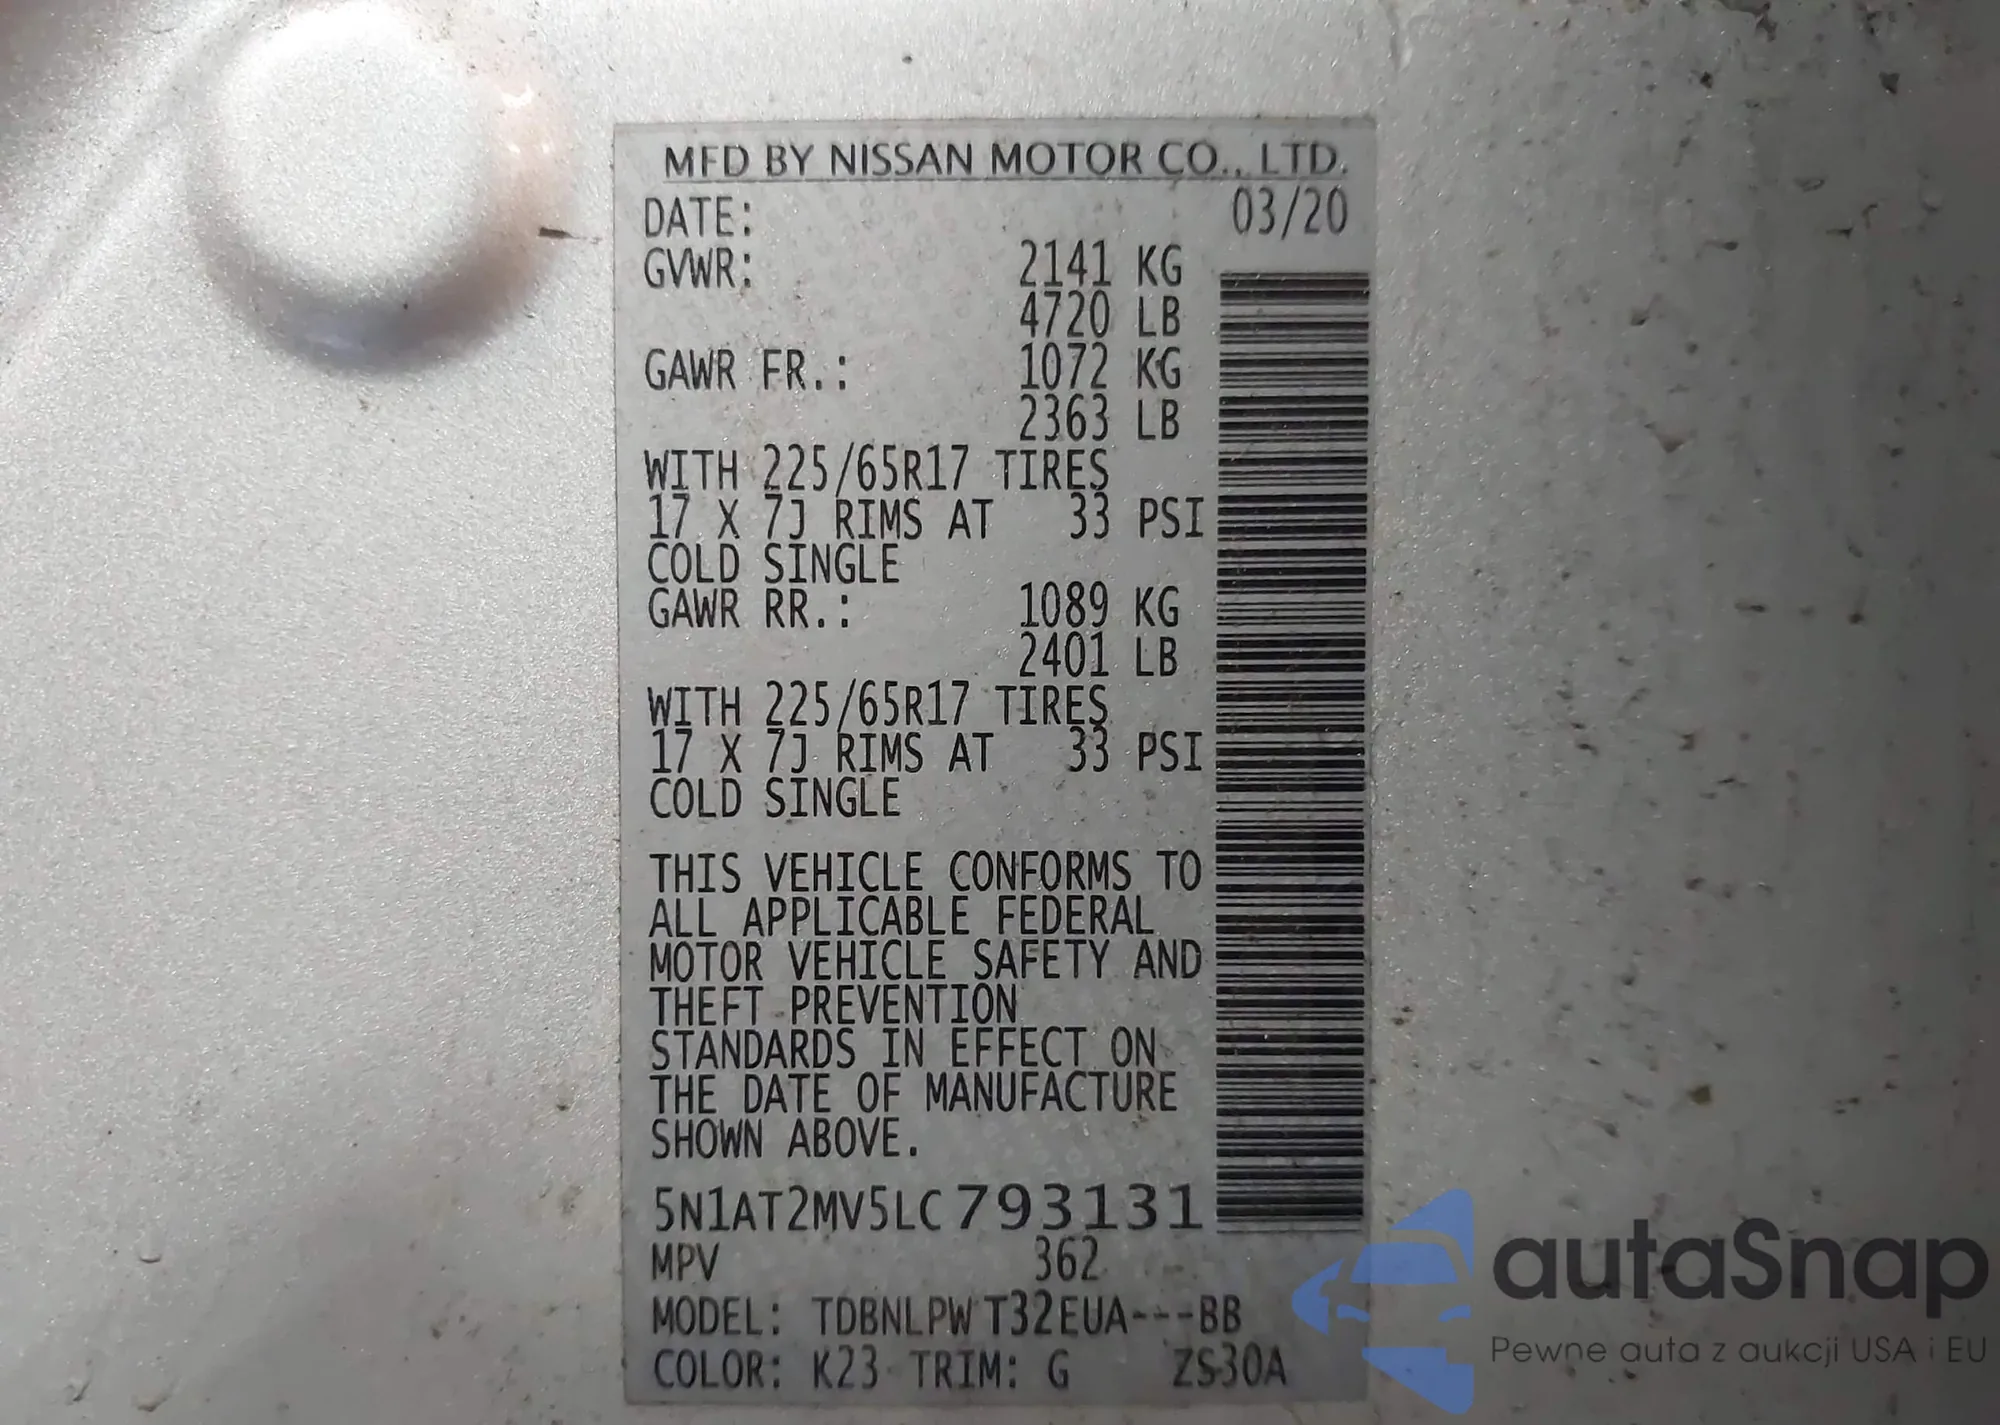 MFD BY NISSAN MOTOR CO., LTD.
DATE: 03/20
GVWR: 2141 KG
4720 LB
GAWR FR.: 1072 KG
2363 LB
WITH 225/65R17 TIRES
17 X 7J RIMS AT 33 PSI
COLD SINGLE
GAWR RR.: 1089 KG
2401 LB
WITH 225/65R17 TIRES
17 X 7J RIMS AT 33 PSI
COLD SINGLE
THIS VEHICLE CONFORMS TO
ALL APPLICABLE FEDERAL
MOTOR VEHICLE SAFETY AND
THEFT PREVENTION
STANDARDS IN EFFECT ON
THE DATE OF MANUFACTURE
SHOWN ABOVE.
5N1AT2MV5LC793131
MPV 362
MODEL: TDBNLPW T32EUA---BB
COLOR: K23 TRIM: G ZS30A
autaSnap
Pewne auta z aukcji USA i EU